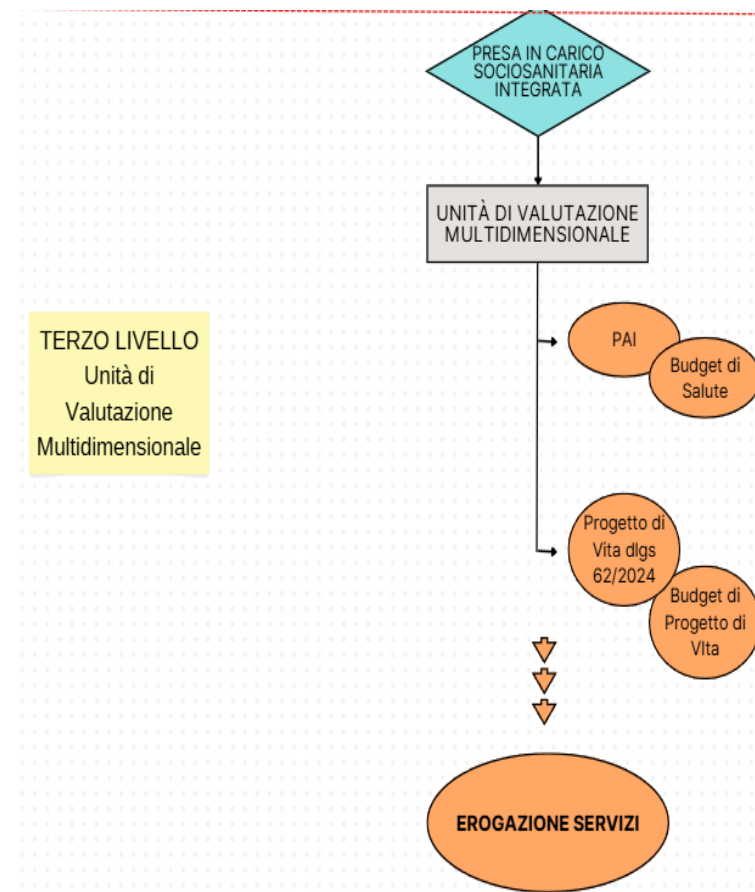 PRESA IN CARICO
SOCIOSANITARIA
INTEGRATA
UNITÀ DI VALUTAZIONE
MULTIDIMENSIONALE
TERZO LIVELLO
Unità di
Valutazione
Multidimensionale
PAI
Budget di
Salute
Progetto di
Vita dlgs
62/2024
Budget di
Progetto di
VIta
EROGAZIONE SERVIZI